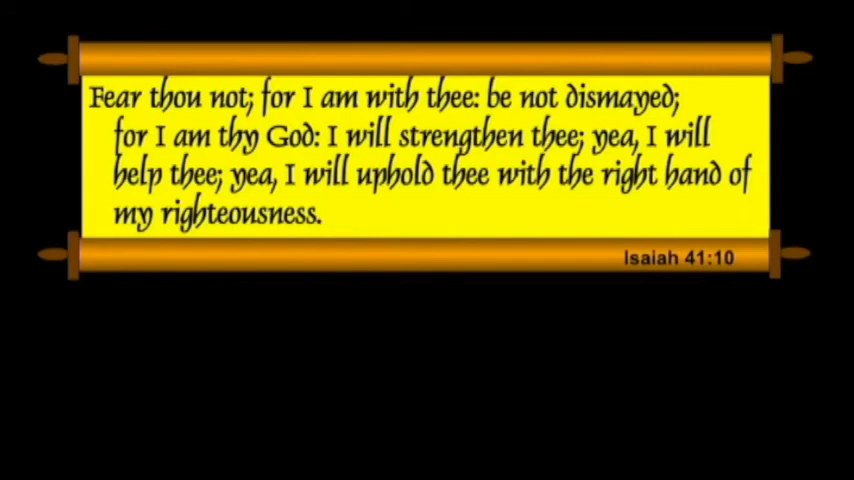 Fear thou not; for I am with thee: be not dismayed;
for I am thy God: I will strengthen thee; yea, I will
help thee; yea, I will uphold thee with the right hand of
my righteousness.
Isaiah 41:10